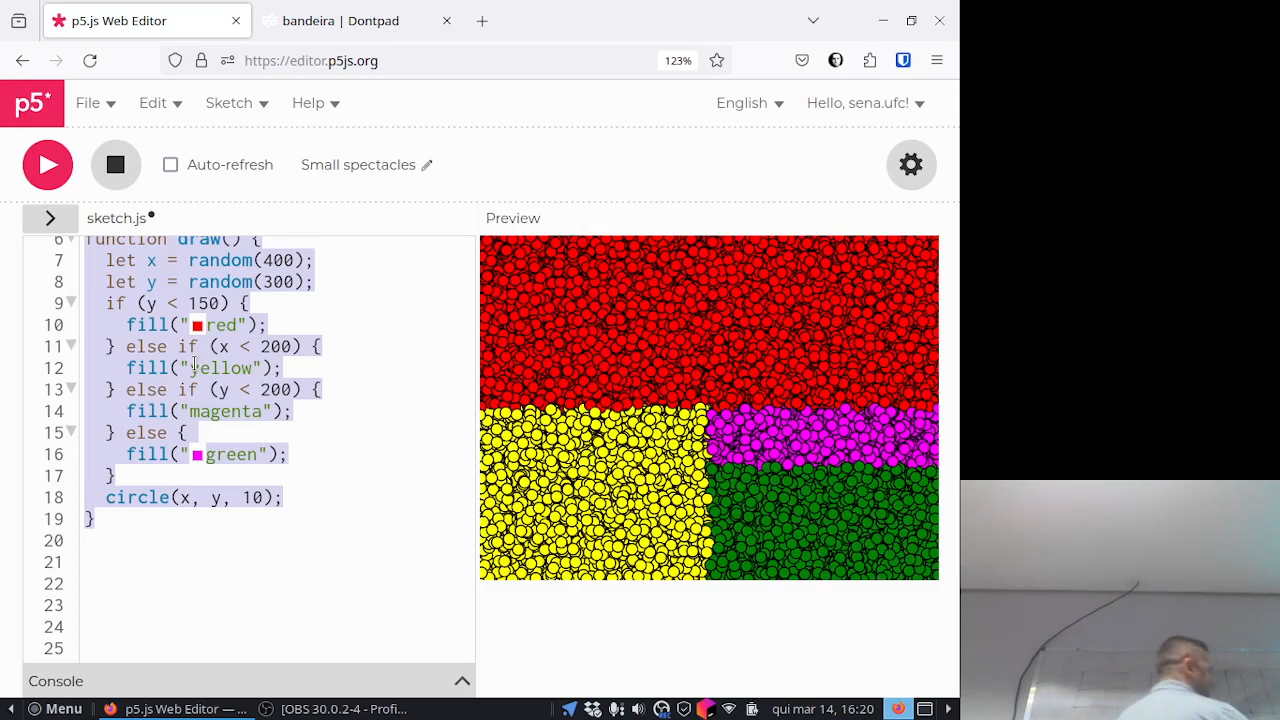 p5.js Web Editor
bandeira | Dontpad
https://editor.p5js.org
123%
p5*
File
Edit
Sketch
Help
English
Hello, sena.ufc!
Auto-refresh
Small spectacles
sketch.js
Preview
6 function draw() {
7 let x = random(400);
8 let y = random(300);
9 if (y < 150) {
10 fill("red");
11 } else if (x < 200) {
12 fill("yellow");
13 } else if (y < 200) {
14 fill("magenta");
15 } else {
16 fill("green");
17 }
18 circle(x, y, 10);
19 }
20
21
22
23
24
25
Console
Menu
p5.js Web Editor — ...
[OBS 30.0.2-4 - Profi...
REC
qui mar 14, 16:20